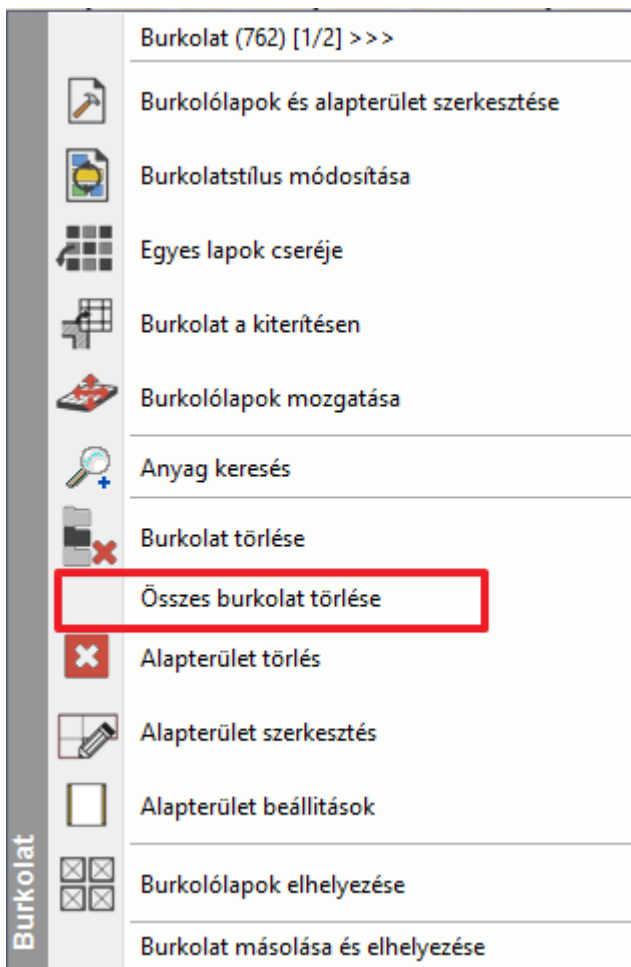 Burkolat (762) [1/2] >>>
Burkolólapok és alapterület szerkesztése
Burkolatstílus módosítása
Egyes lapok cseréje
Burkolat a kiterítésen
Burkolólapok mozgatása
Anyag keresés
Burkolat törlése
Összes burkolat törlése
Alapterület törlés
Alapterület szerkesztés
Alapterület beállitások
Burkolólapok elhelyezése
Burkolat másolása és elhelyezése
Burkolat